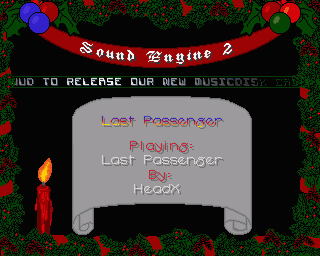 Sound Engine 2
UD TO RELEASE OUR NEW MUSICDISK
Last Passenger
Playing:
Last Passenger
By:
HeadX